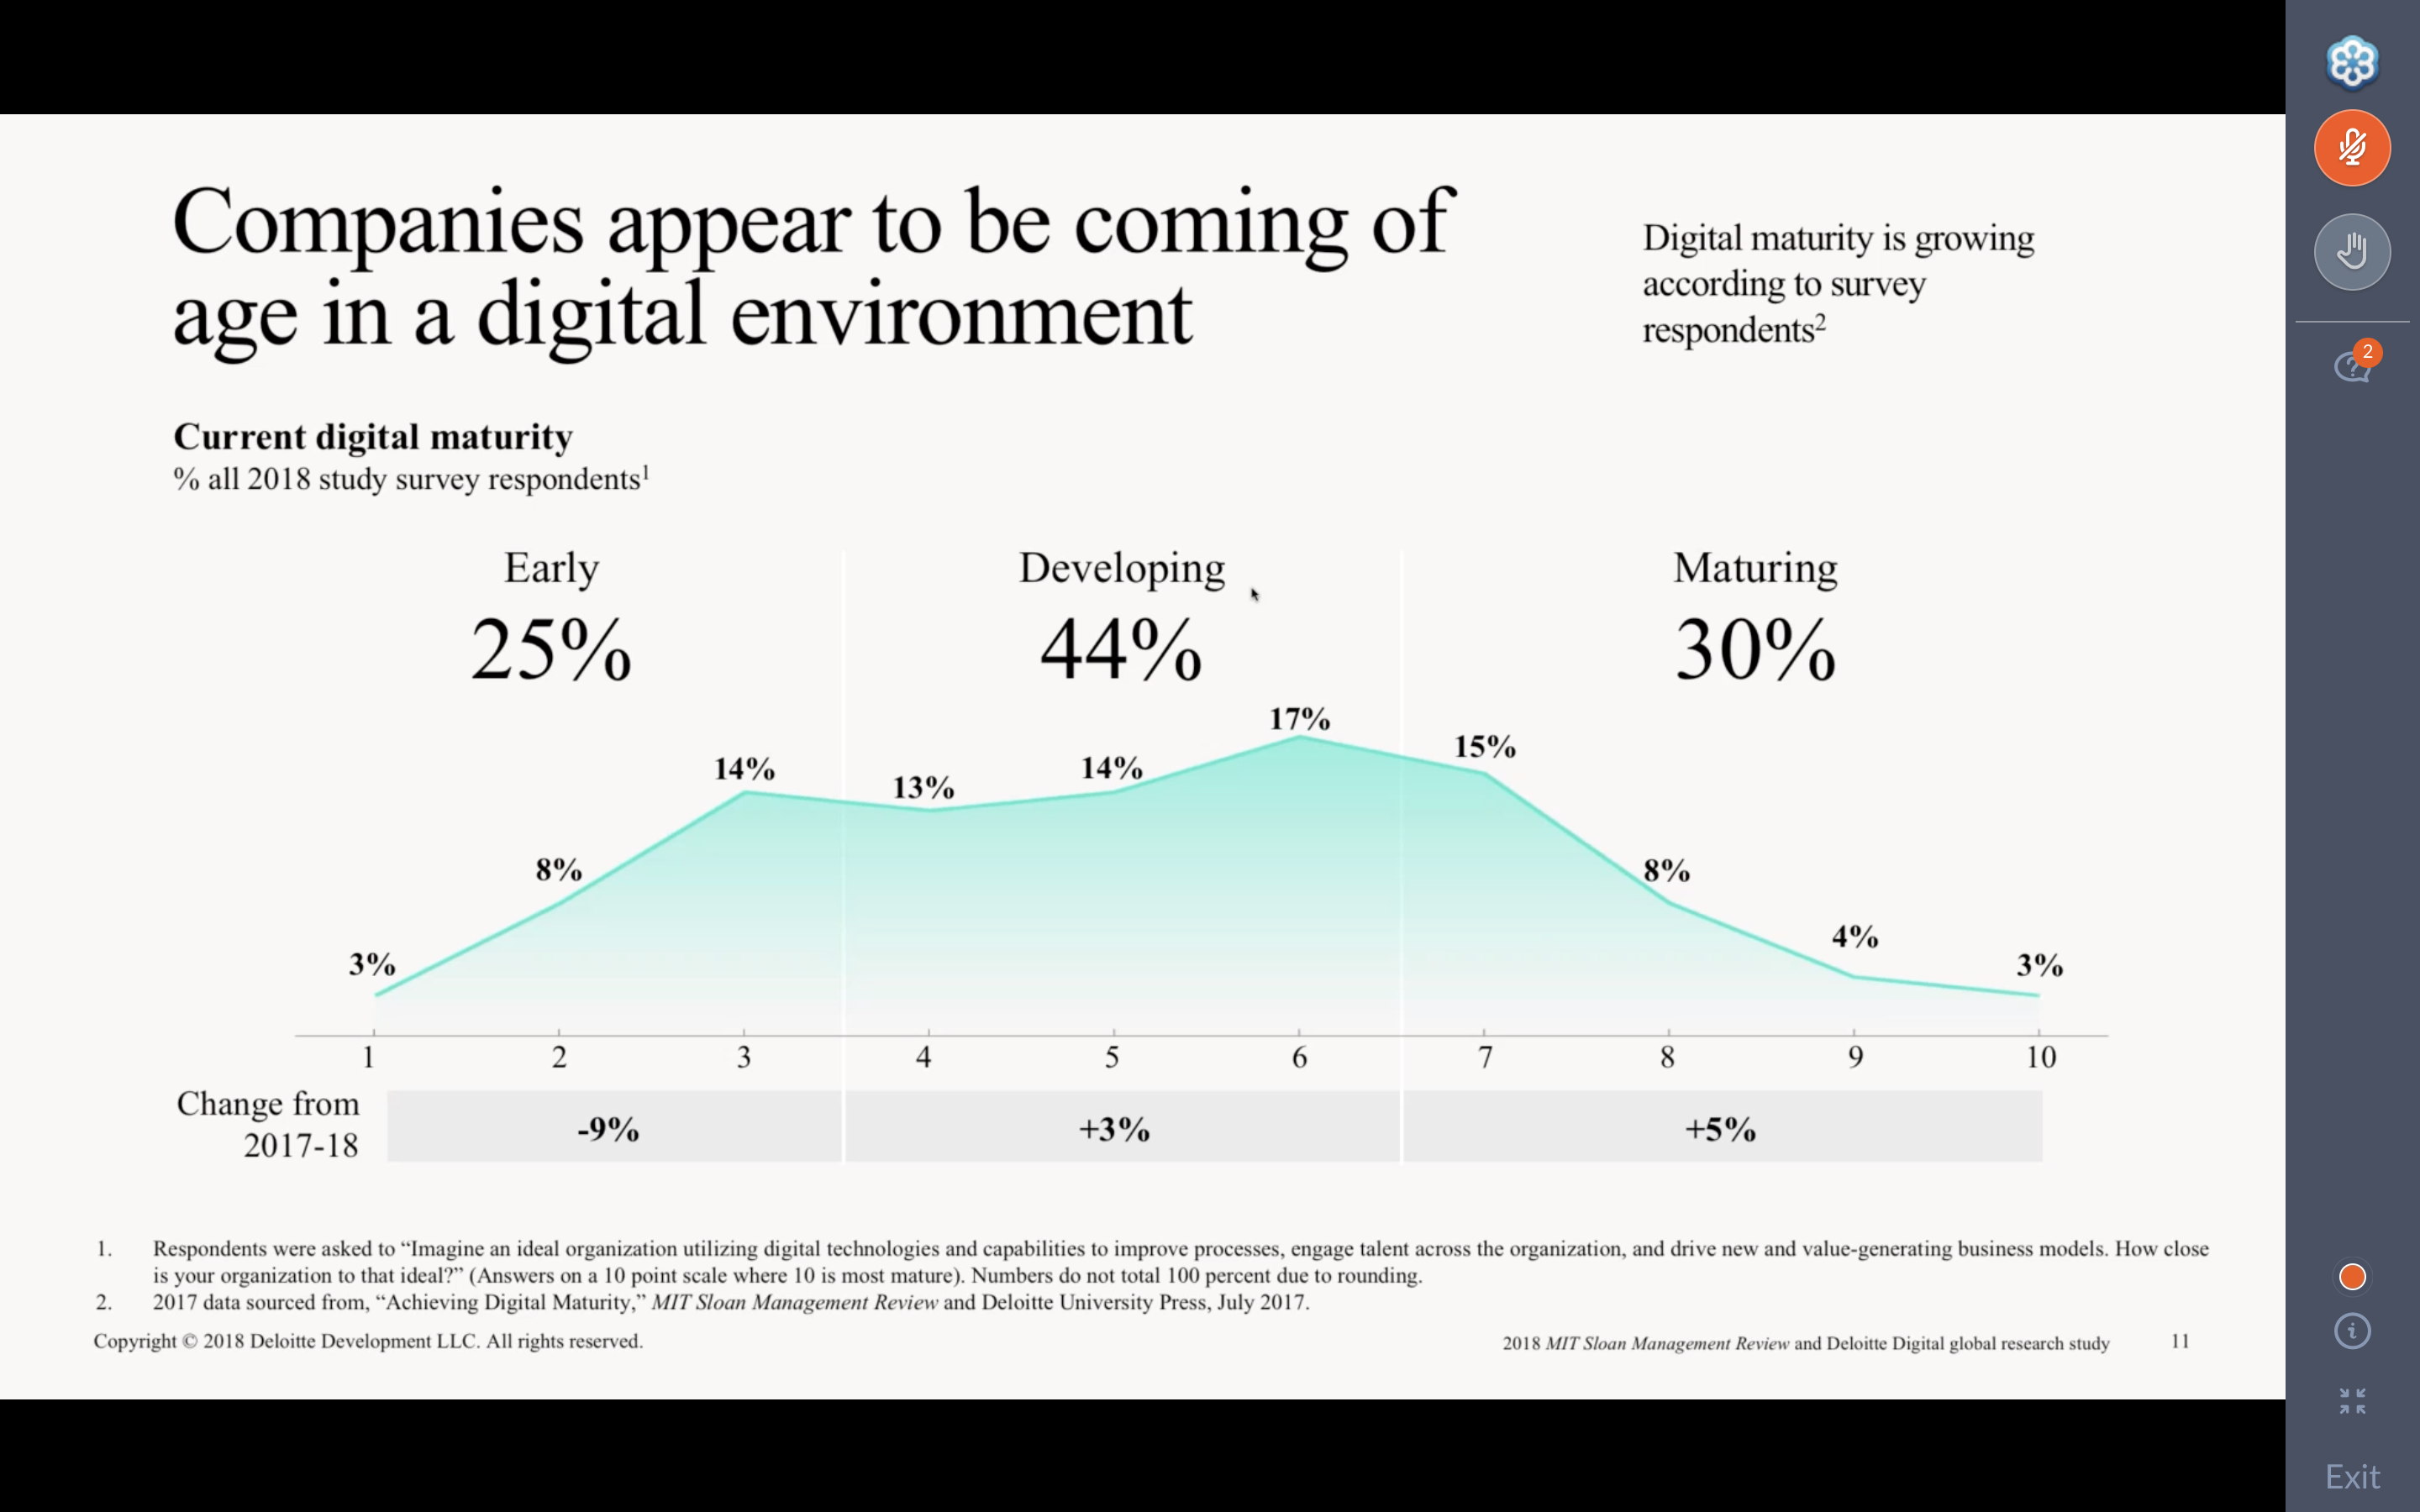 Companies appear to be coming of
age in a digital environment
Digital maturity is growing
according to survey
respondents²
Current digital maturity
% all 2018 study survey respondents¹
Early
Developing
Maturing
25%
44%
30%
3%
8%
14%
13%
14%
17%
15%
8%
4%
3%
1 2 3 4 5 6 7 8 9 10
Change from
2017-18
-9%
+3%
+5%
1. Respondents were asked to “Imagine an ideal organization utilizing digital technologies and capabilities to improve processes, engage talent across the organization, and drive new and value-generating business models. How close
is your organization to that ideal?” (Answers on a 10 point scale where 10 is most mature). Numbers do not total 100 percent due to rounding.
2. 2017 data sourced from, “Achieving Digital Maturity,” MIT Sloan Management Review and Deloitte University Press, July 2017.
Copyright © 2018 Deloitte Development LLC. All rights reserved.
2018 MIT Sloan Management Review and Deloitte Digital global research study 11
2
Exit